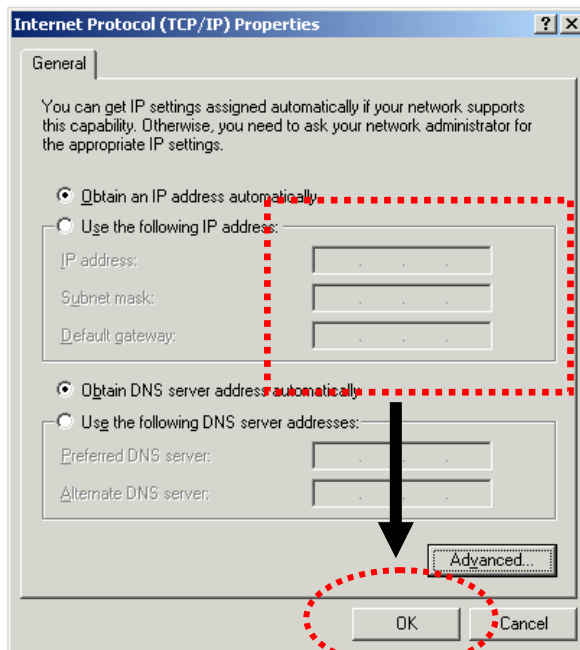 Internet Protocol (TCP/IP) Properties
General
You can get IP settings assigned automatically if your network supports
this capability. Otherwise, you need to ask your network administrator for
the appropriate IP settings.
Obtain an IP address automatically
Use the following IP address:
IP address:
Subnet mask:
Default gateway:
Obtain DNS server address automatically
Use the following DNS server addresses:
Preferred DNS server:
Alternate DNS server:
Advanced...
OK
Cancel